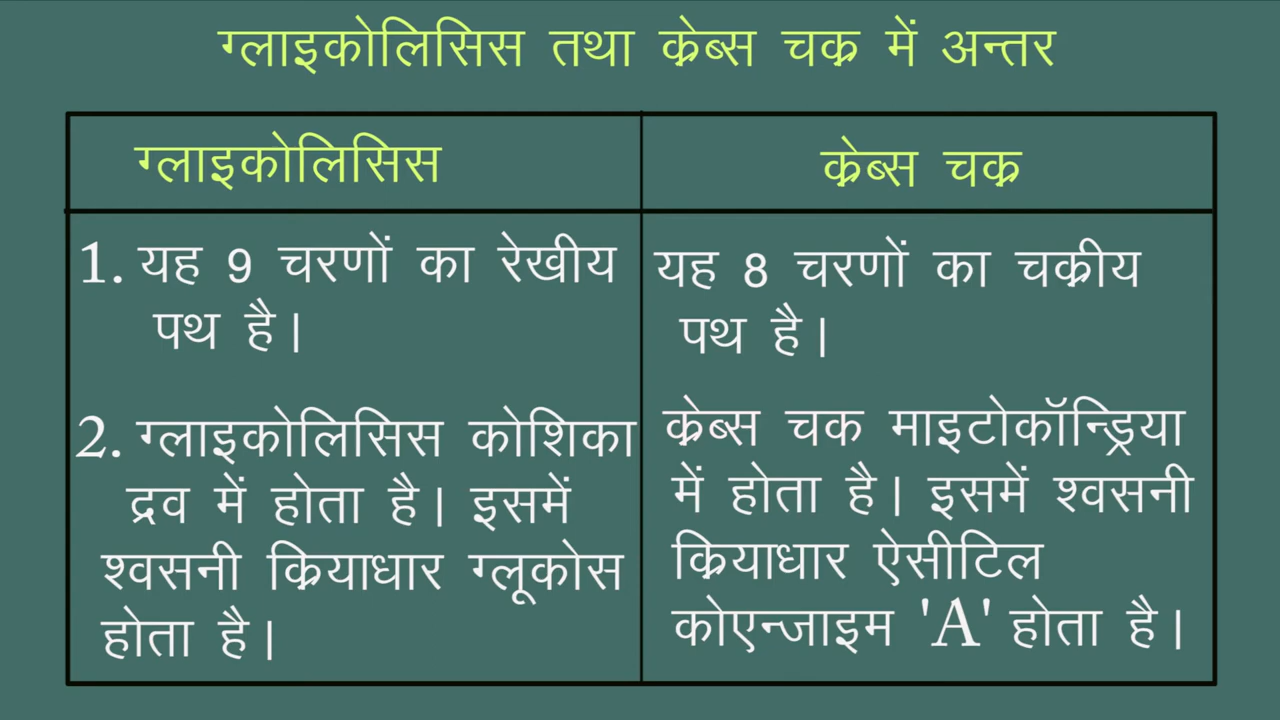 ग्लाइकोलिसिस तथा क्रेब्स चक्र में अन्तर
ग्लाइकोलिसिस
क्रेब्स चक्र
1. यह 9 चरणों का रेखीय
पथ है।
यह 8 चरणों का चक्रीय
पथ है।
2. ग्लाइकोलिसिस कोशिका
द्रव में होता है। इसमें
श्वसनी क्रियाधार ग्लूकोस
होता है।
क्रेब्स चक माइटोकॉन्ड्रिया
में होता है। इसमें श्वसनी
क्रियाधार ऐसीटिल
कोएन्जाइम 'A' होता है।